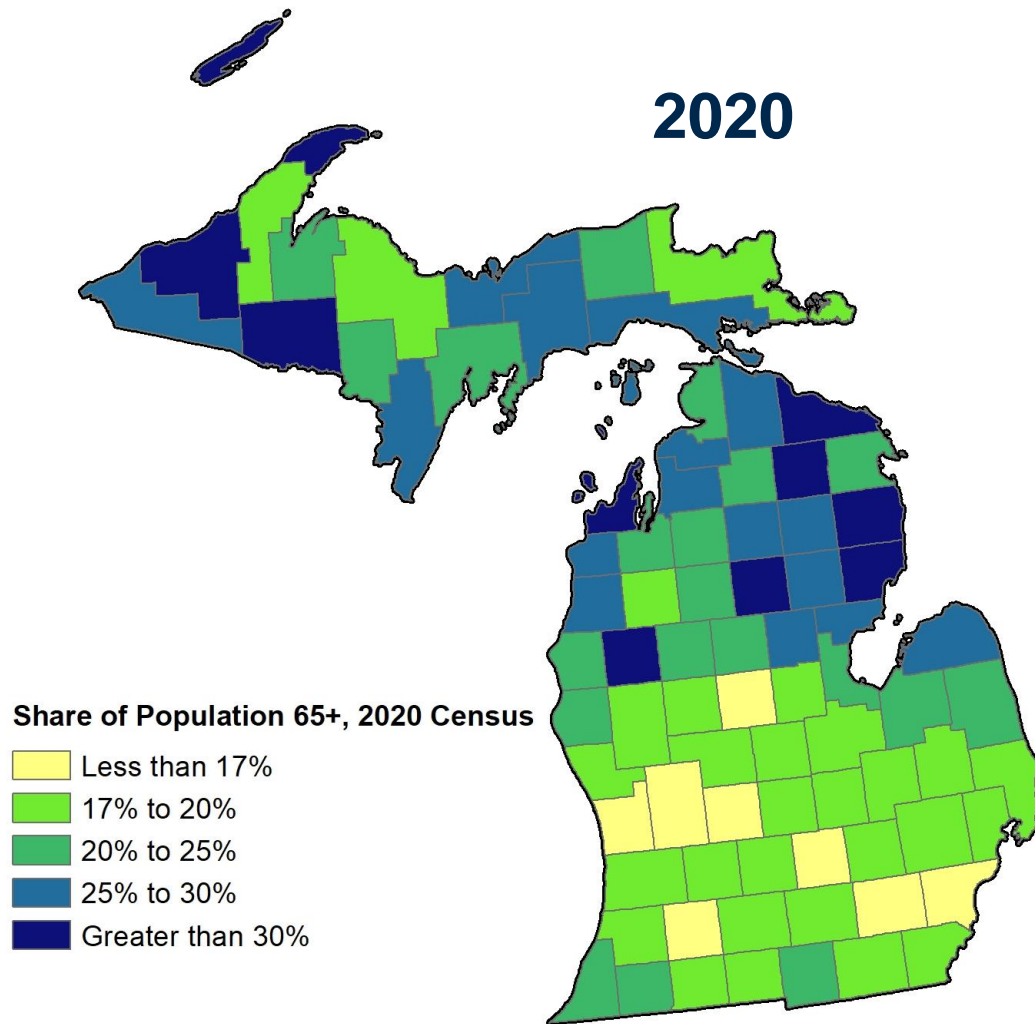 2020
Share of Population 65+, 2020 Census
Less than 17%
17% to 20%
20% to 25%
25% to 30%
Greater than 30%